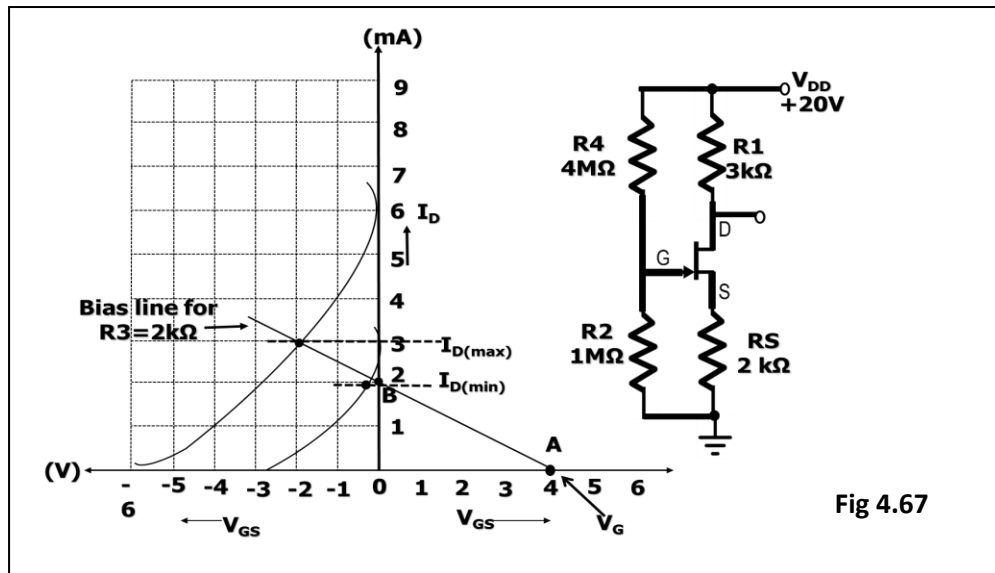 (mA)
9
8
7
6
I_D
5
4
3
2
1
Bias line for
R3=2kΩ
I_D(max)
I_D(min)
B
A
(V)
-6 -5 -4 -3 -2 -1 0 1 2 3 4 5 6
V_GS
V_GS
V_G
V_DD
+20V
R4
4MΩ
R1
3kΩ
D
G
S
R2
1MΩ
RS
2 kΩ
Fig 4.67